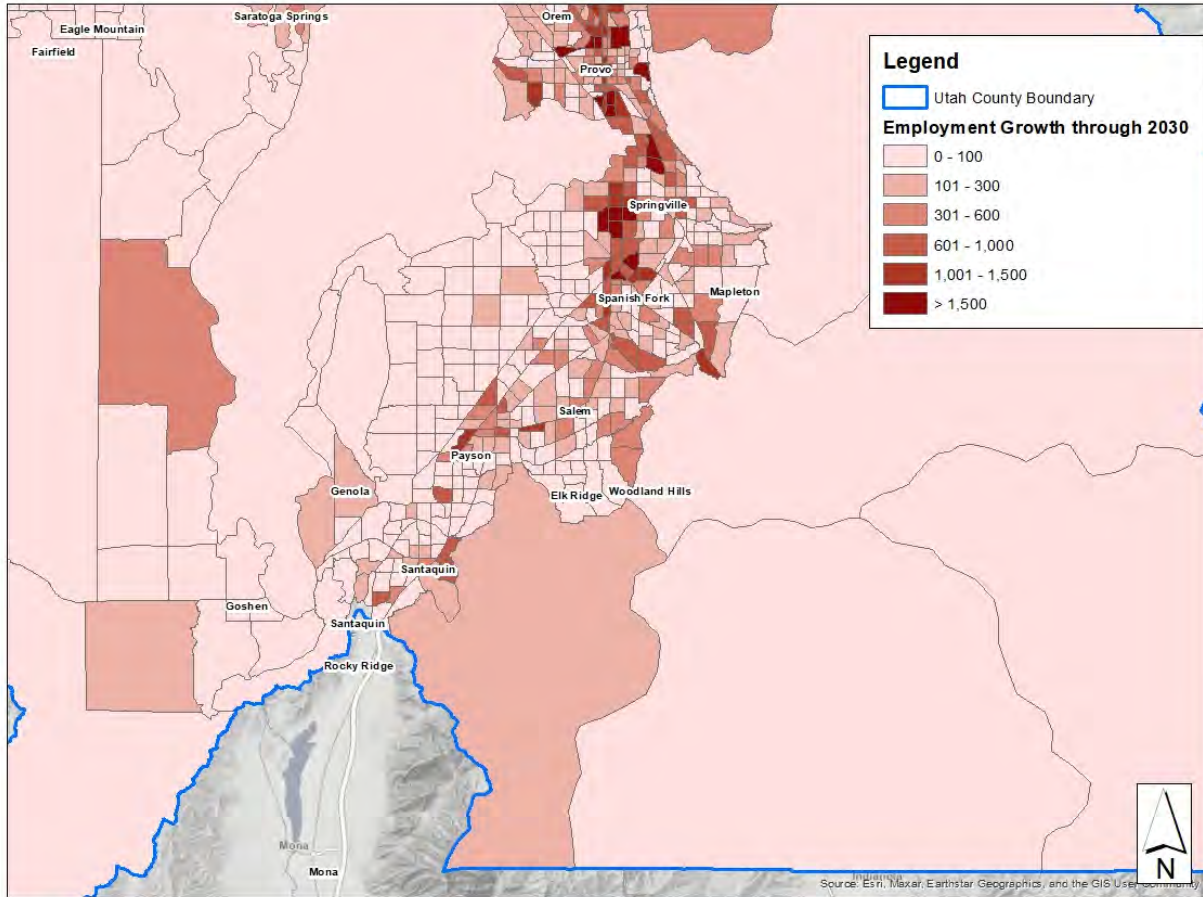 Saratoga Springs
Orem
Eagle Mountain
Fairfield
Provo
Legend
Utah County Boundary
Employment Growth through 2030
0 - 100
101 - 300
301 - 600
601 - 1,000
1,001 - 1,500
> 1,500
Springville
Mapleton
Spanish Fork
Salem
Payson
Genola
Elk Ridge
Woodland Hills
Santaquin
Goshen
Santaquin
Rocky Ridge
Mona
Mona
N
Indianola
Source: Esri, Maxar, Earthstar Geographics, and the GIS User Community